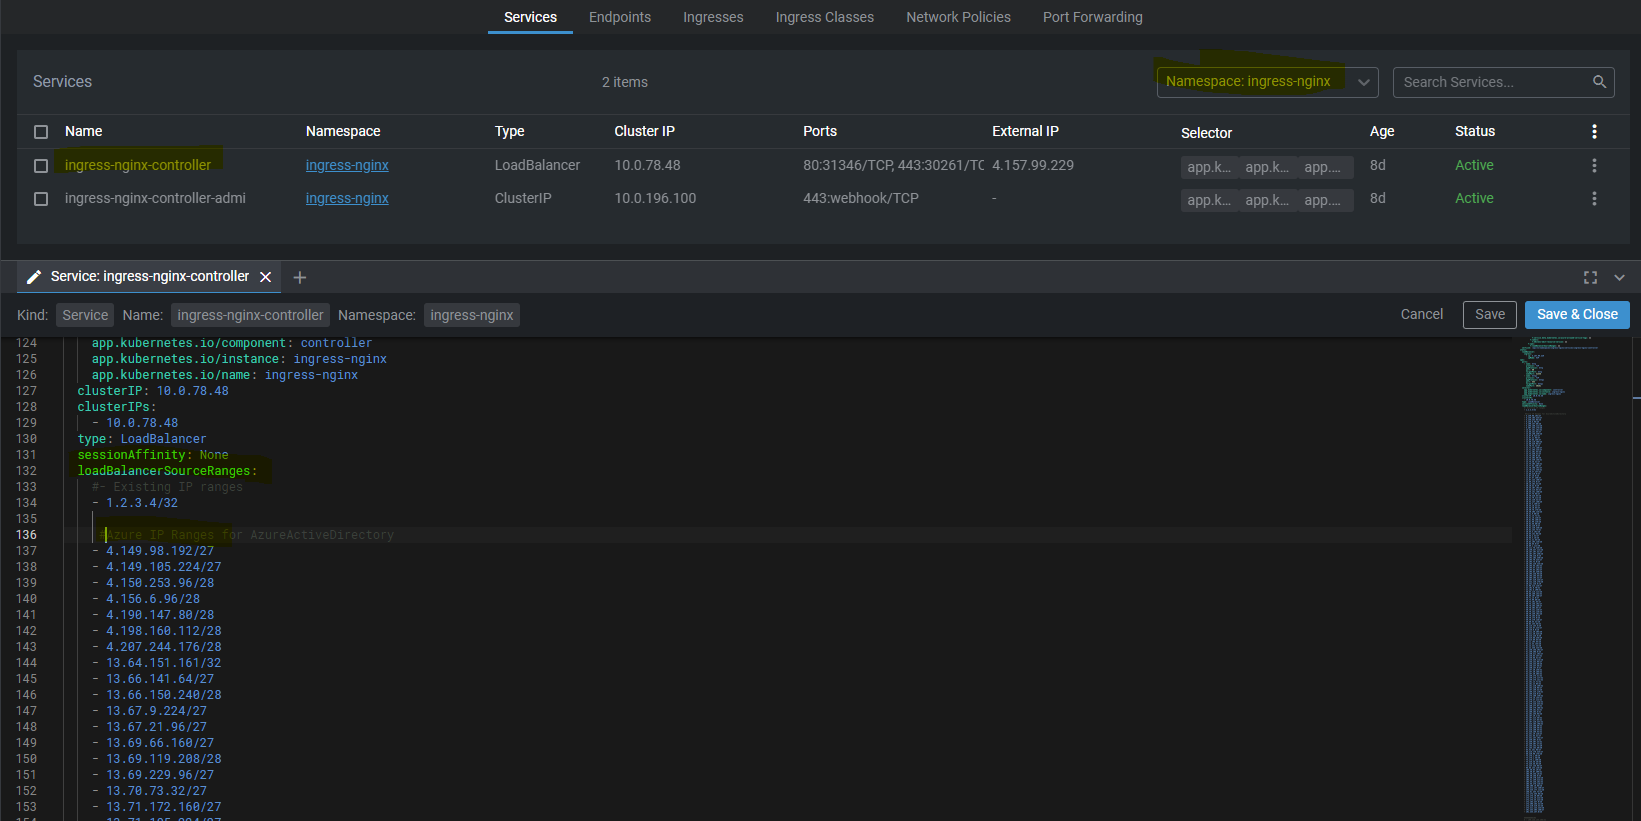 Services Endpoints Ingresses Ingress Classes Network Policies Port Forwarding
Services 2 items Namespace: ingress-nginx Search Services...
Name Namespace Type Cluster IP Ports External IP Selector Age Status
ingress-nginx-controller ingress-nginx LoadBalancer 10.0.78.48 80:31346/TCP, 443:30261/TC 4.157.99.229 app.k... app.k... app.... 8d Active
ingress-nginx-controller-admi ingress-nginx ClusterIP 10.0.196.100 443:webhook/TCP - app.k... app.k... app.... 8d Active
Service: ingress-nginx-controller
Kind: Service Name: ingress-nginx-controller Namespace: ingress-nginx Cancel Save Save & Close
124 app.kubernetes.io/component: controller
125 app.kubernetes.io/instance: ingress-nginx
126 app.kubernetes.io/name: ingress-nginx
127 clusterIP: 10.0.78.48
128 clusterIPs:
129 - 10.0.78.48
130 type: LoadBalancer
131 sessionAffinity: None
132 loadBalancerSourceRanges:
133 #- Existing IP ranges
134 - 1.2.3.4/32
135
136 #Azure IP Ranges for AzureActiveDirectory
137 - 4.149.98.192/27
138 - 4.149.105.224/27
139 - 4.150.253.96/28
140 - 4.156.6.96/28
141 - 4.190.147.80/28
142 - 4.198.160.112/28
143 - 4.207.244.176/28
144 - 13.64.151.161/32
145 - 13.66.141.64/27
146 - 13.66.150.240/28
147 - 13.67.9.224/27
148 - 13.67.21.96/27
149 - 13.69.66.160/27
150 - 13.69.119.208/28
151 - 13.69.229.96/27
152 - 13.70.73.32/27
153 - 13.71.172.160/27